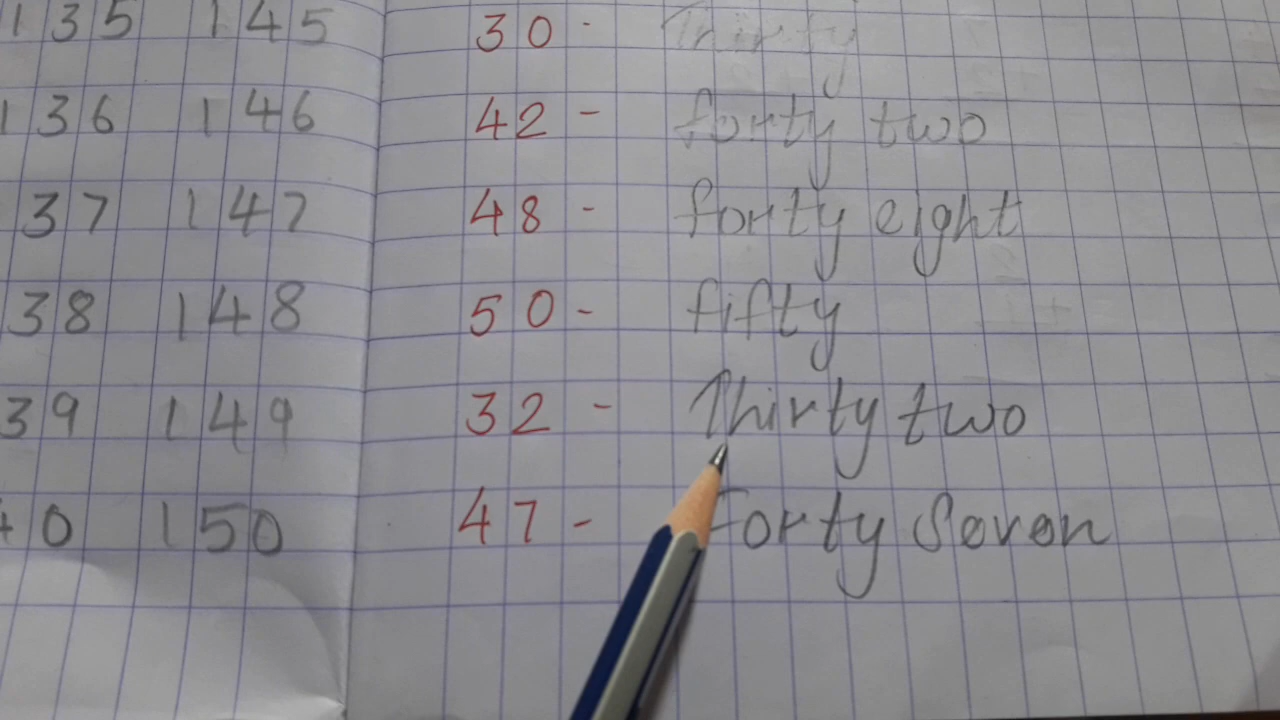 135 145
136 146
37 147
38 148
39 149
40 150
30 - Thirty
42 - forty two
48 - forty eight
50 - fifty
32 - Thirty two
47 - Forty Seven